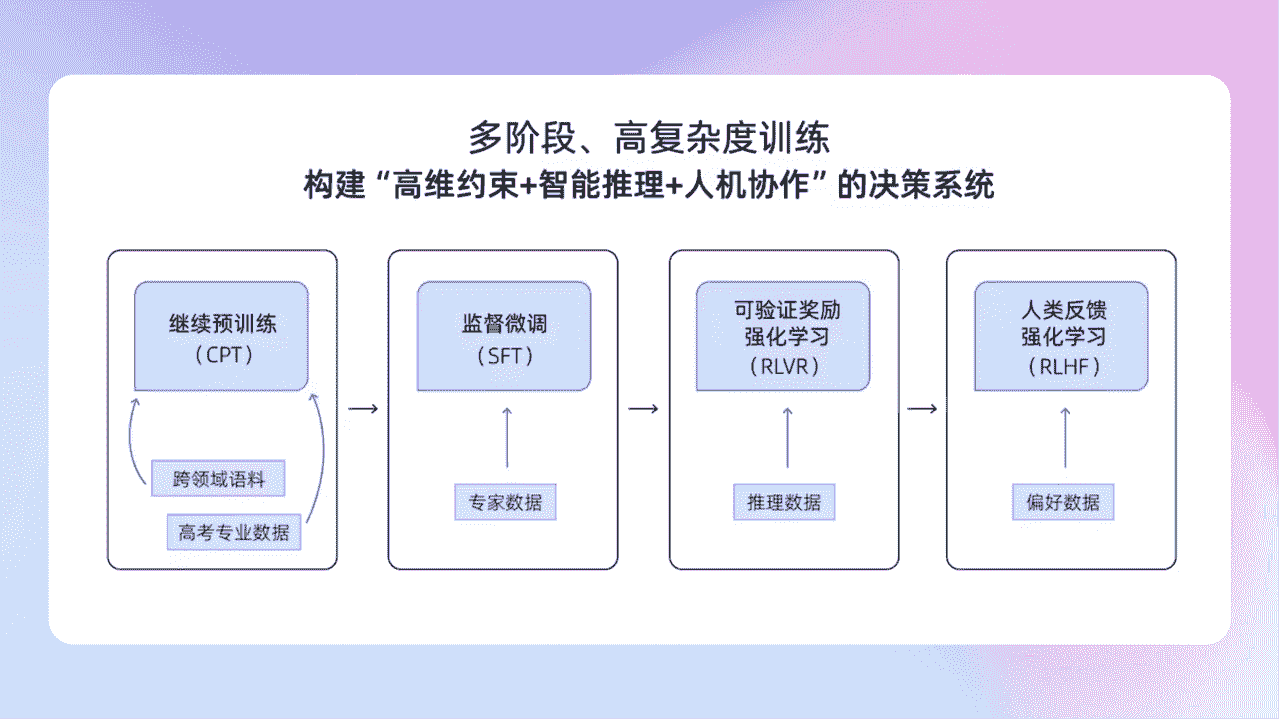 多阶段、高复杂度训练
构建“高维约束+智能推理+人机协作”的决策系统
继续预训练
（CPT）
跨领域语料
高考专业数据
监督微调
（SFT）
专家数据
可验证奖励
强化学习
（RLVR）
推理数据
人类反馈
强化学习
（RLHF）
偏好数据